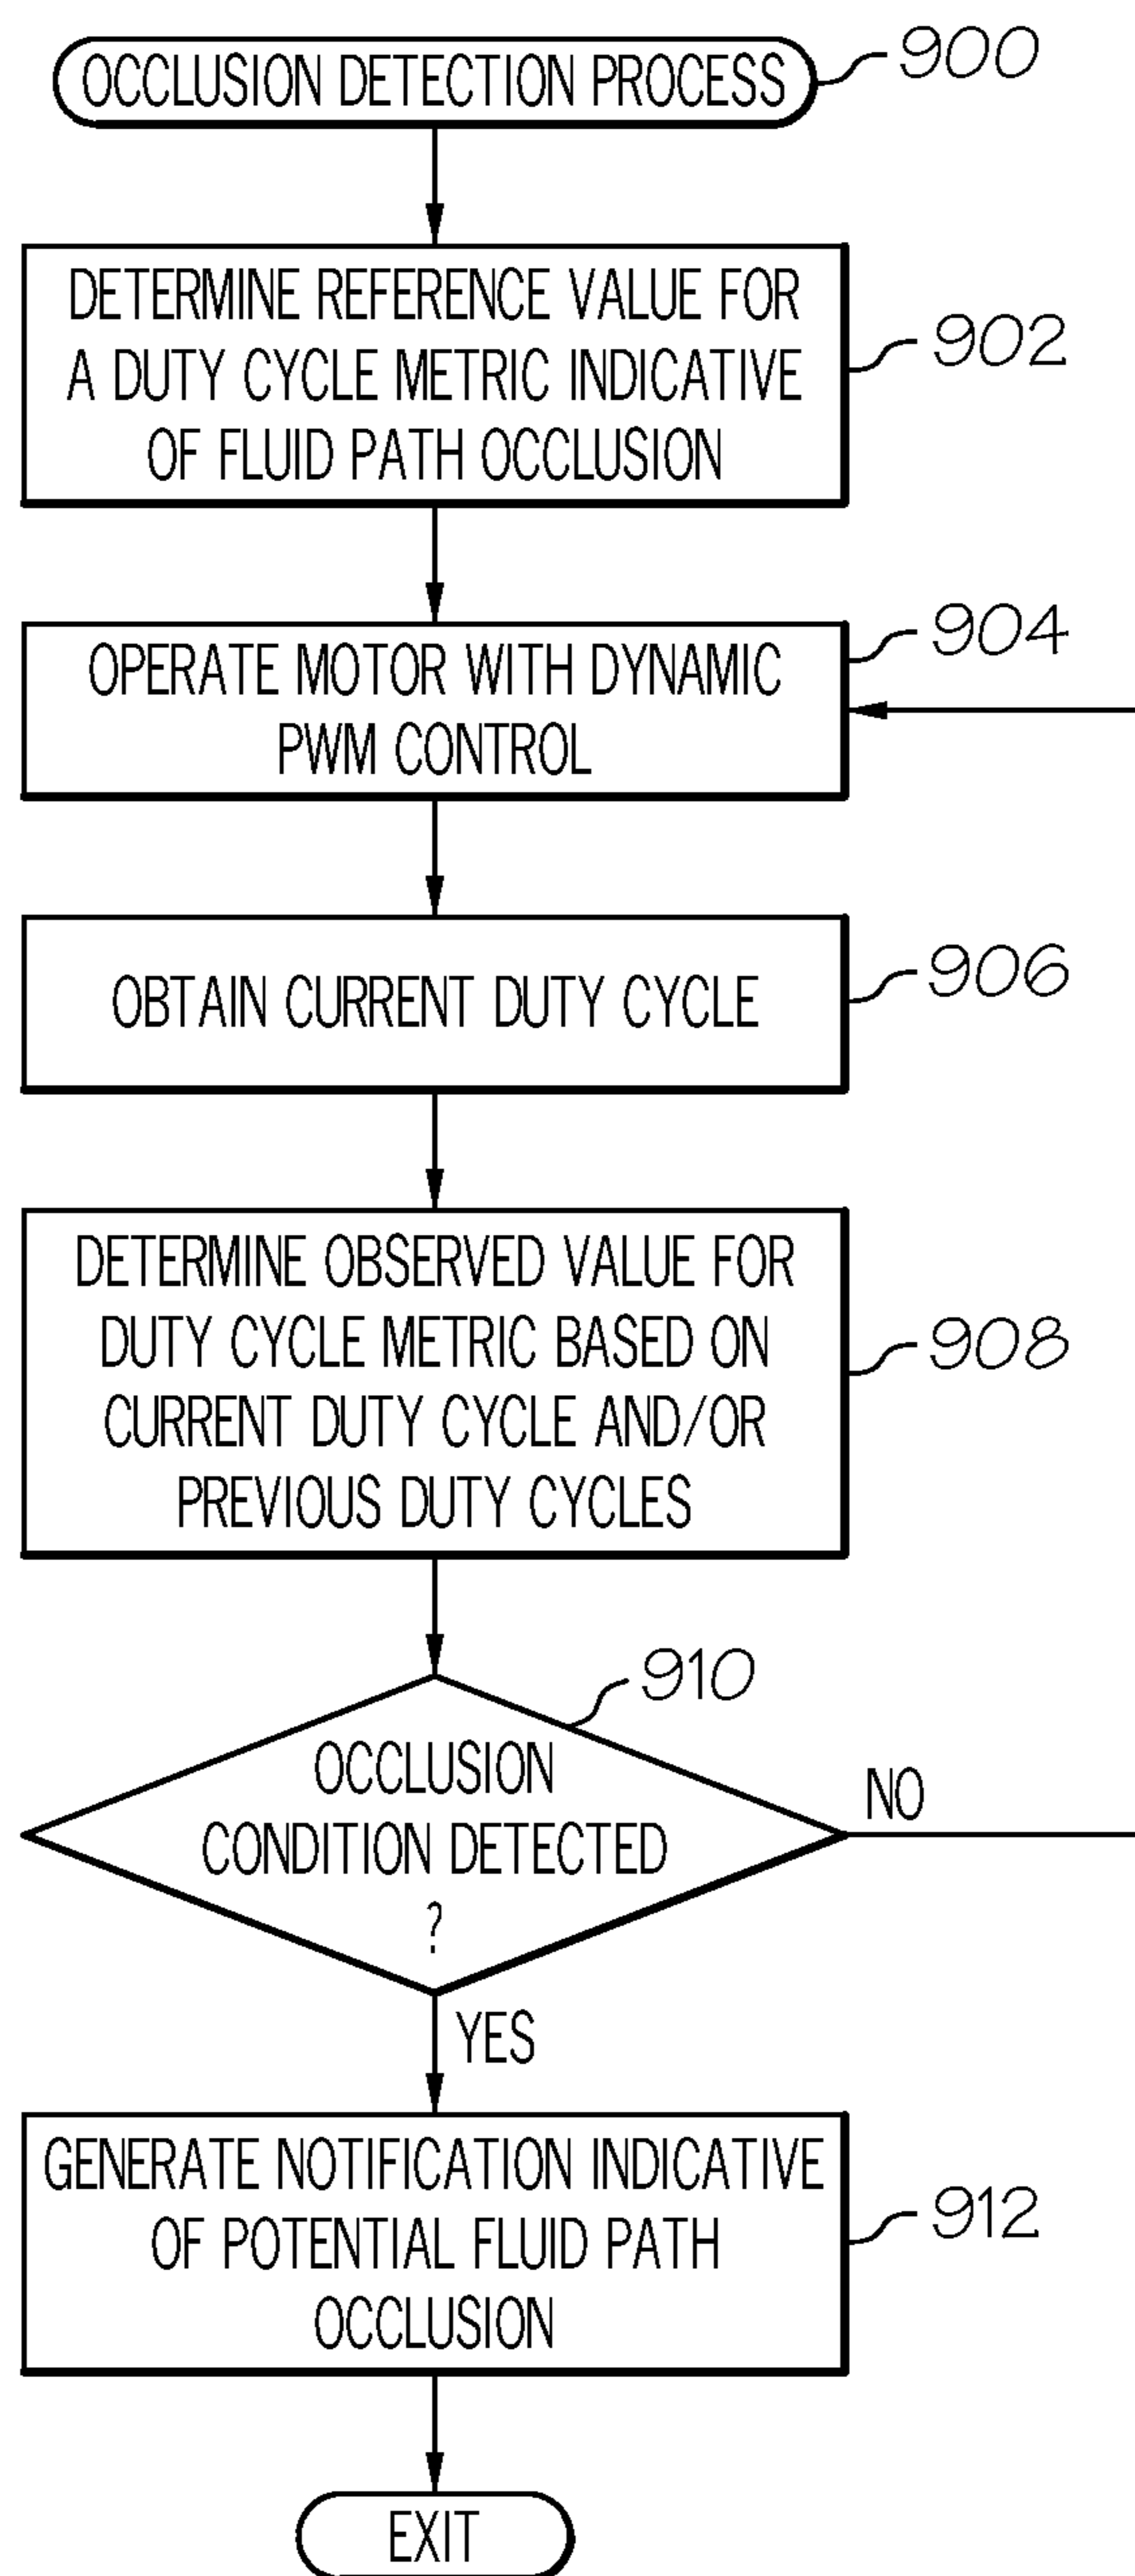 OCCLUSION DETECTION PROCESS
900
DETERMINE REFERENCE VALUE FOR
A DUTY CYCLE METRIC INDICATIVE
OF FLUID PATH OCCLUSION
902
OPERATE MOTOR WITH DYNAMIC
PWM CONTROL
904
OBTAIN CURRENT DUTY CYCLE
906
DETERMINE OBSERVED VALUE FOR
DUTY CYCLE METRIC BASED ON
CURRENT DUTY CYCLE AND/OR
PREVIOUS DUTY CYCLES
908
910
OCCLUSION
CONDITION DETECTED
?
NO
YES
GENERATE NOTIFICATION INDICATIVE
OF POTENTIAL FLUID PATH
OCCLUSION
912
EXIT